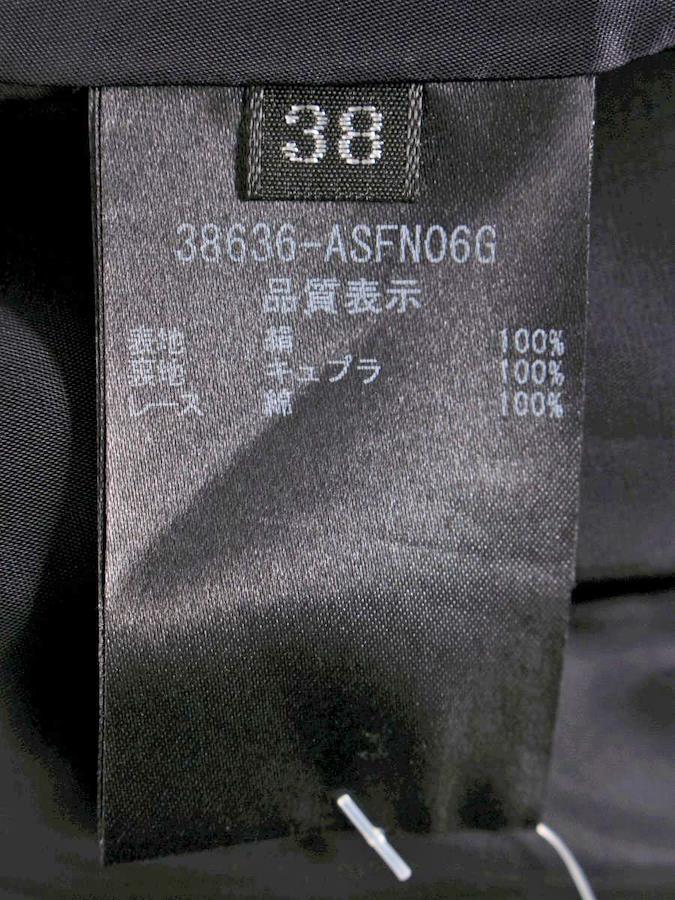 38
38636-ASFN06G
品質表示
表地 絹 100%
裏地 キュプラ 100%
レース 綿 100%